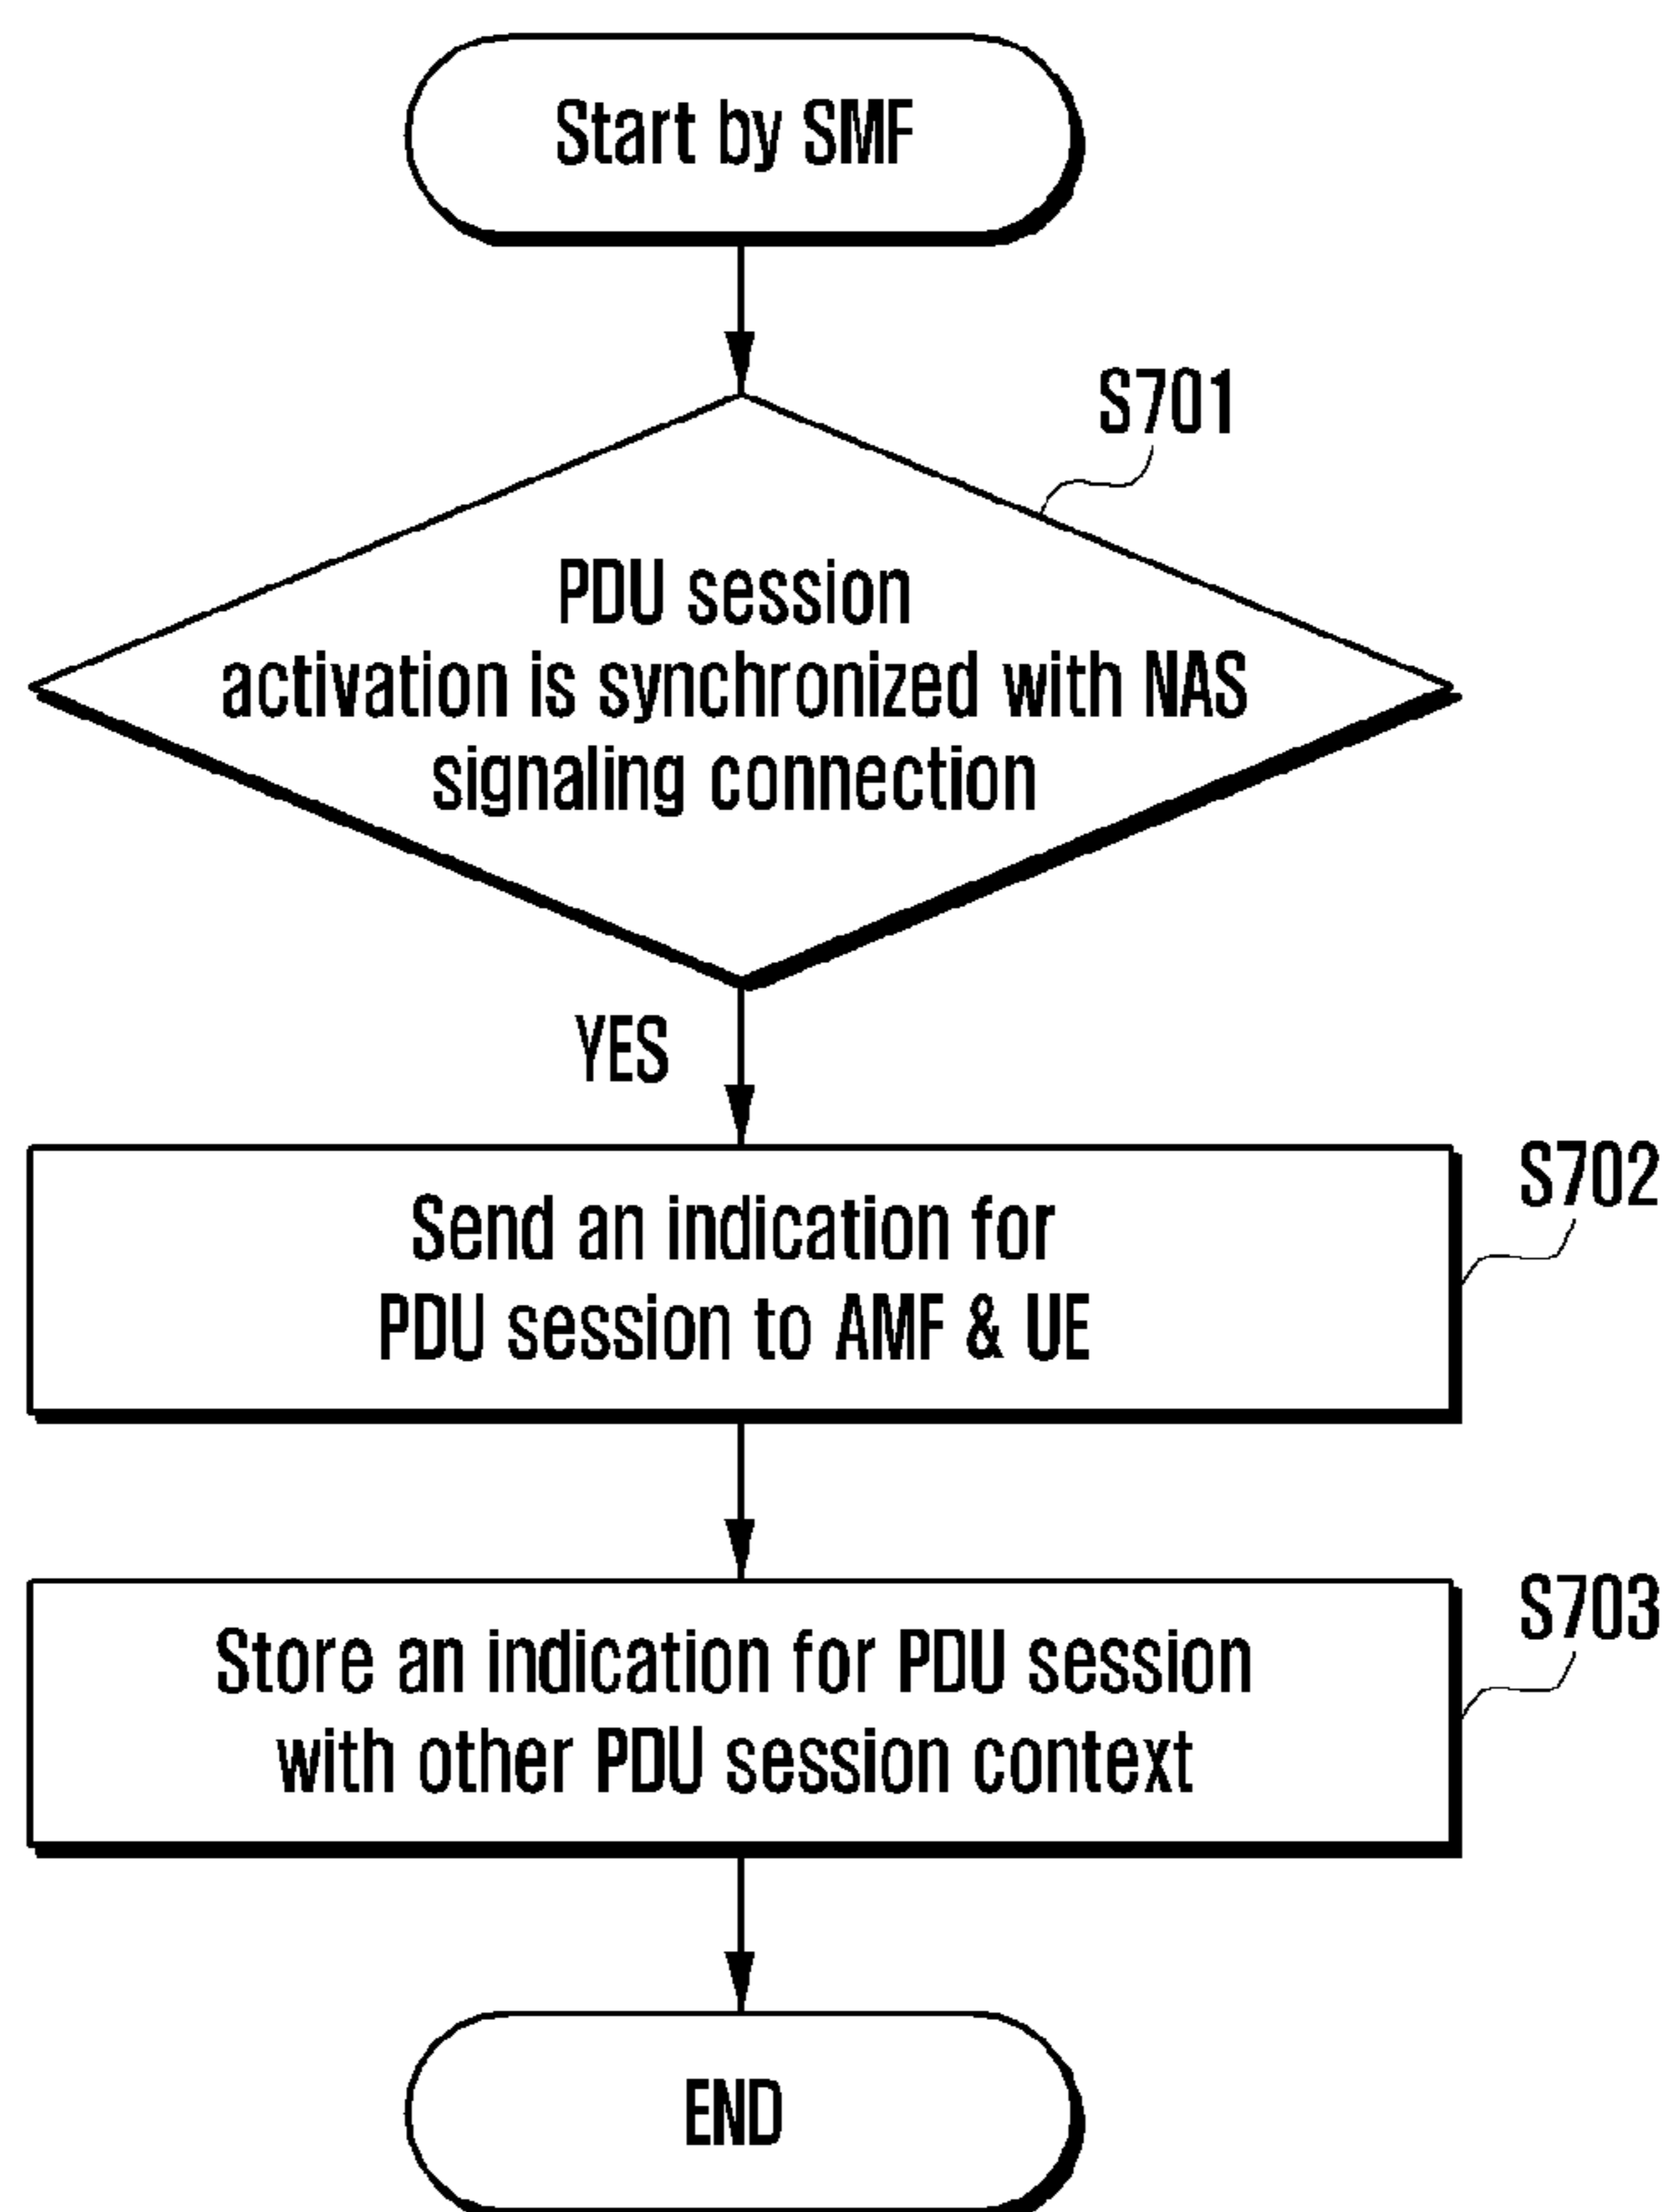 Start by SMF
S701
PDU session
activation is synchronized with NAS
signaling connection
YES
S702
Send an indication for
PDU session to AMF & UE
S703
Store an indication for PDU session
with other PDU session context
END